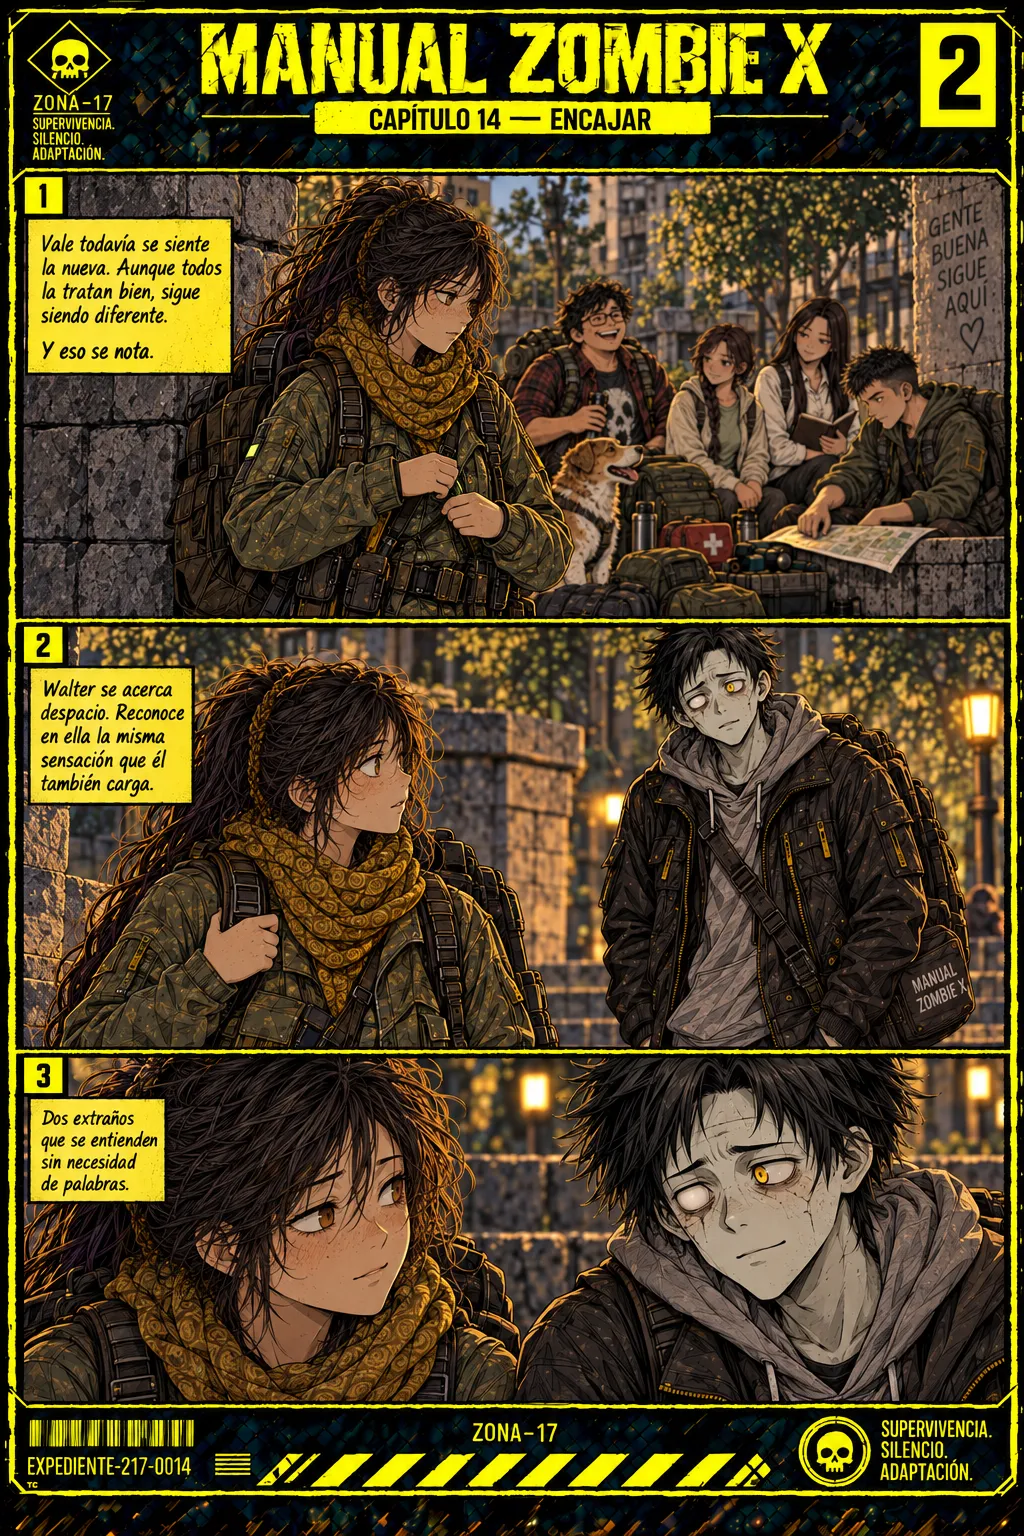 ZONA-17
SUPERVIVENCIA.
SILENCIO.
ADAPTACIÓN.
MANUAL ZOMBIE X
CAPÍTULO 14 — ENCAJAR
2
1
Vale todavía se siente
la nueva. Aunque todos
la tratan bien, sigue
siendo diferente.
Y eso se nota.
GENTE
BUENA
SIGUE
AQUÍ
2
Walter se acerca
despacio. Reconoce
en ella la misma
sensación que él
también carga.
MANUAL
ZOMBIE X
3
Dos extraños
que se entienden
sin necesidad
de palabras.
EXPEDIENTE-217-0014
TC
ZONA-17
SUPERVIVENCIA.
SILENCIO.
ADAPTACIÓN.